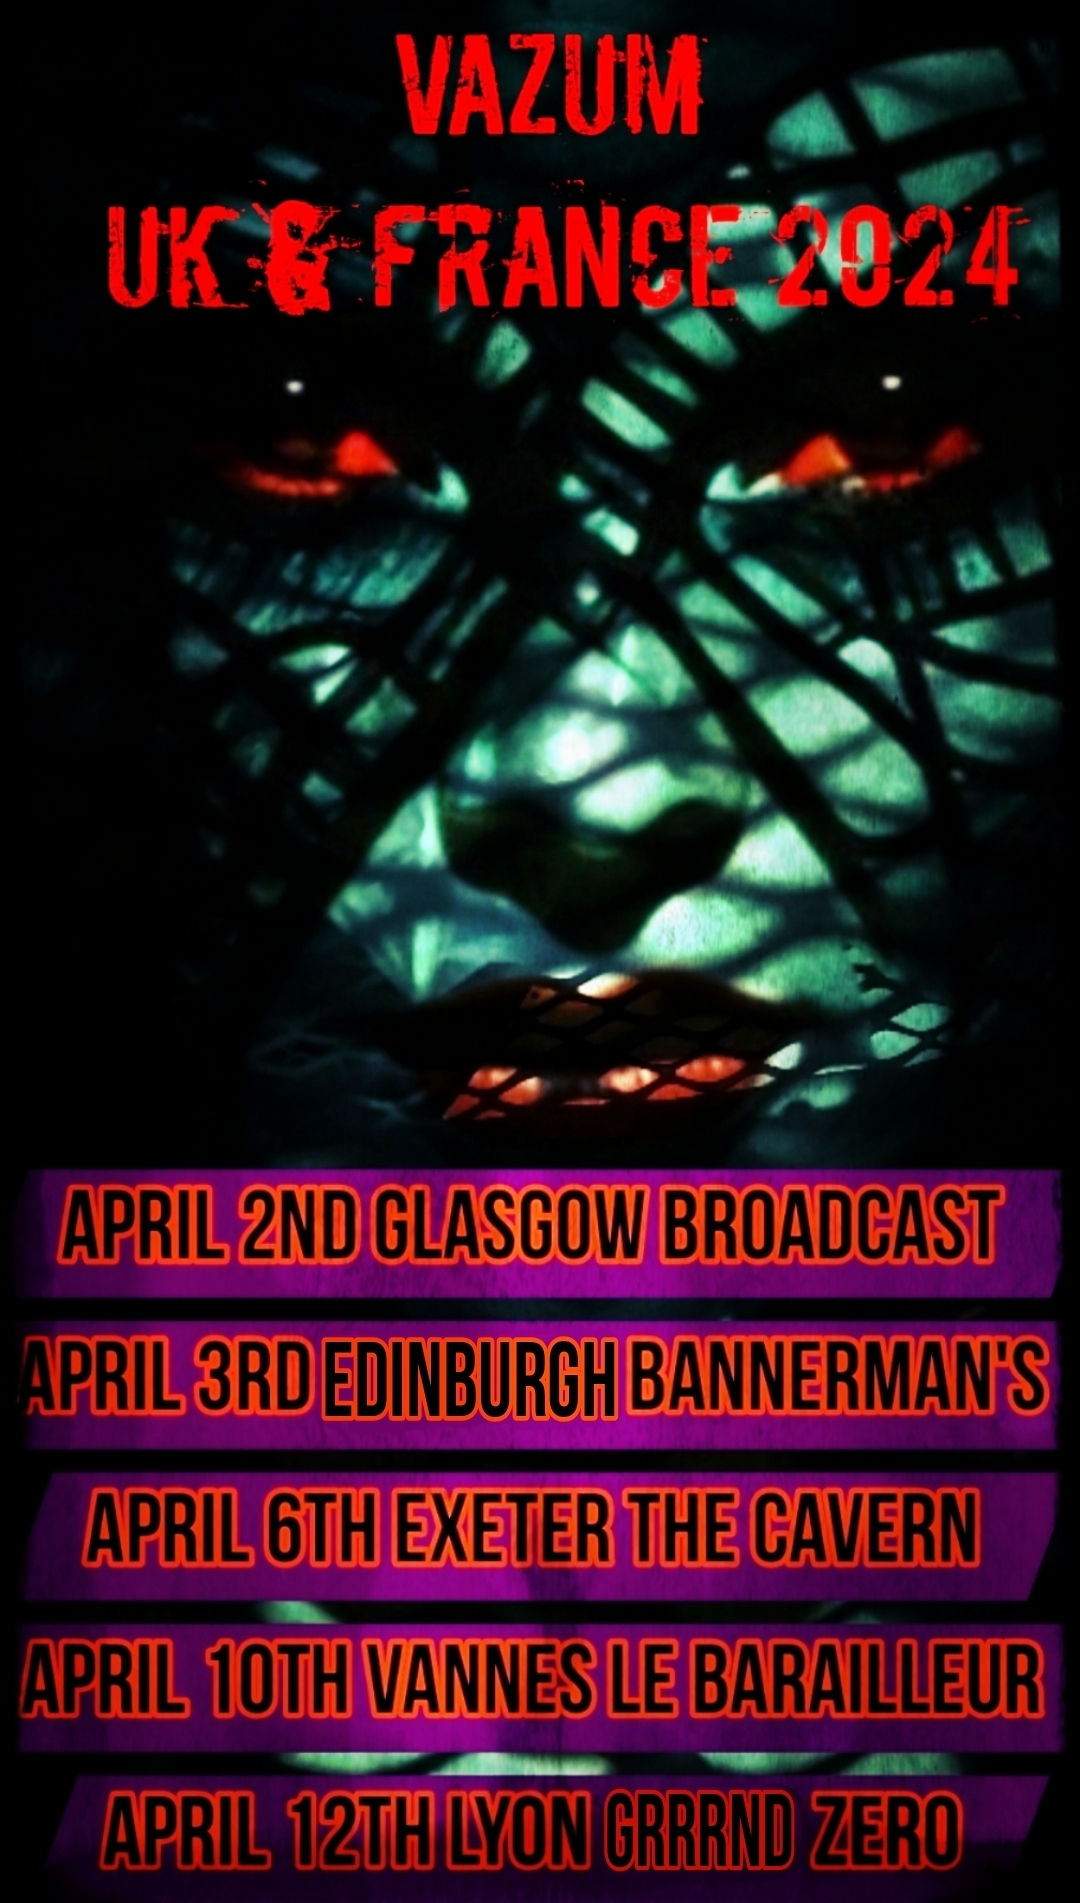 VAZUM
UK & FRANCE 2024
APRIL 2ND GLASGOW BROADCAST
APRIL 3RD EDINBURGH BANNERMAN'S
APRIL 6TH EXETER THE CAVERN
APRIL 10TH VANNES LE BARAILLEUR
APRIL 12TH LYON GRRRND ZERO